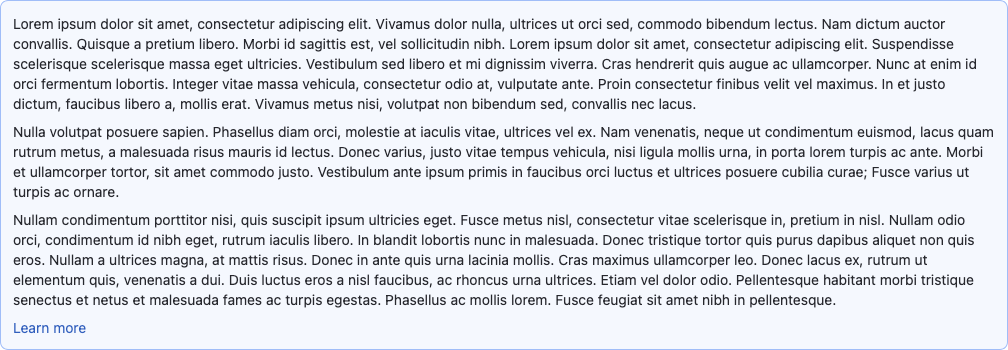 Lorem ipsum dolor sit amet, consectetur adipiscing elit. Vivamus dolor nulla, ultrices ut orci sed, commodo bibendum lectus. Nam dictum auctor
convallis. Quisque a pretium libero. Morbi id sagittis est, vel sollicitudin nibh. Lorem ipsum dolor sit amet, consectetur adipiscing elit. Suspendisse
scelerisque scelerisque massa eget ultricies. Vestibulum sed libero et mi dignissim viverra. Cras hendrerit quis augue ac ullamcorper. Nunc at enim id
orci fermentum lobortis. Integer vitae massa vehicula, consectetur odio at, vulputate ante. Proin consectetur finibus velit vel maximus. In et justo
dictum, faucibus libero a, mollis erat. Vivamus metus nisi, volutpat non bibendum sed, convallis nec lacus.
Nulla volutpat posuere sapien. Phasellus diam orci, molestie at iaculis vitae, ultrices vel ex. Nam venenatis, neque ut condimentum euismod, lacus quam
rutrum metus, a malesuada risus mauris id lectus. Donec varius, justo vitae tempus vehicula, nisi ligula mollis urna, in porta lorem turpis ac ante. Morbi
et ullamcorper tortor, sit amet commodo justo. Vestibulum ante ipsum primis in faucibus orci luctus et ultrices posuere cubilia curae; Fusce varius ut
turpis ac ornare.
Nullam condimentum porttitor nisi, quis suscipit ipsum ultricies eget. Fusce metus nisl, consectetur vitae scelerisque in, pretium in nisl. Nullam odio
orci, condimentum id nibh eget, rutrum iaculis libero. In blandit lobortis nunc in malesuada. Donec tristique tortor quis purus dapibus aliquet non quis
eros. Nullam a ultrices magna, at mattis risus. Donec in ante quis urna lacinia mollis. Cras maximus ullamcorper leo. Donec lacus ex, rutrum ut
elementum quis, venenatis a dui. Duis luctus eros a nisl faucibus, ac rhoncus urna ultrices. Etiam vel dolor odio. Pellentesque habitant morbi tristique
senectus et netus et malesuada fames ac turpis egestas. Phasellus ac mollis lorem. Fusce feugiat sit amet nibh in pellentesque.
Learn more